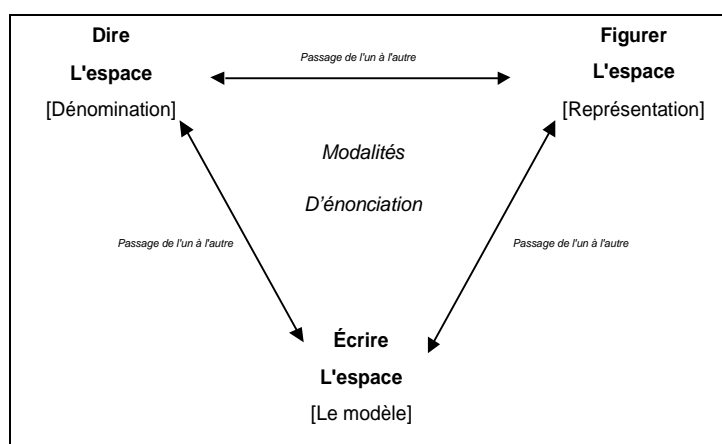 Dire
L'espace
[Dénomination]
Passage de l'un à l'autre
Figurer
L'espace
[Représentation]
Modalités
D'énonciation
Passage de l'un à l'autre
Passage de l'un à l'autre
Écrire
L'espace
[Le modèle]